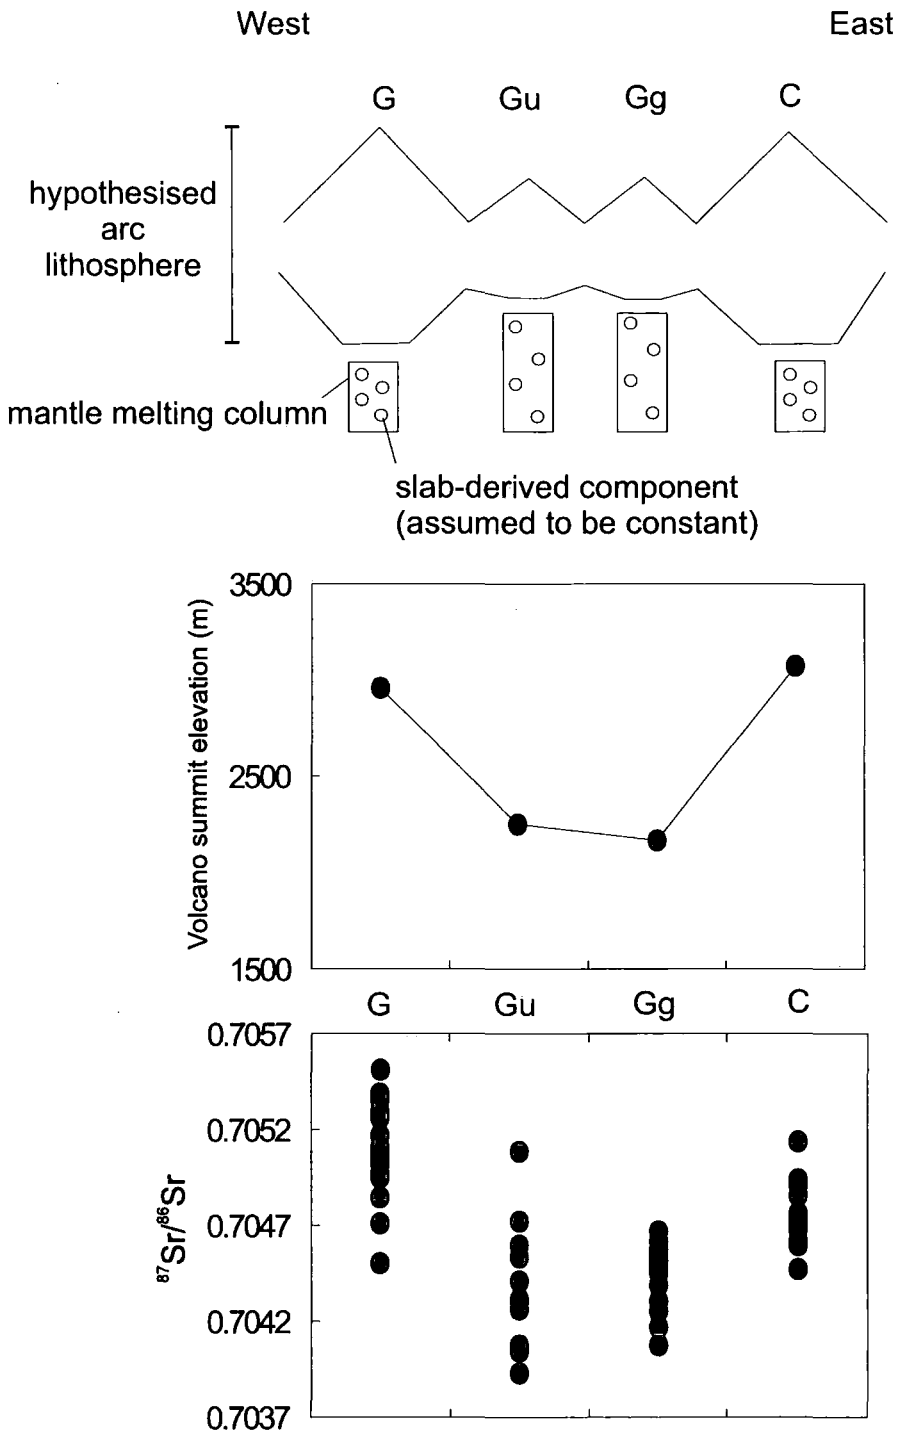 West East
G Gu Gg C
hypothesised
arc
lithosphere
mantle melting column
slab-derived component
(assumed to be constant)
Volcano summit elevation (m)
3500
2500
1500
G Gu Gg C
⁸⁷Sr/⁸⁶Sr
0.7057
0.7052
0.7047
0.7042
0.7037